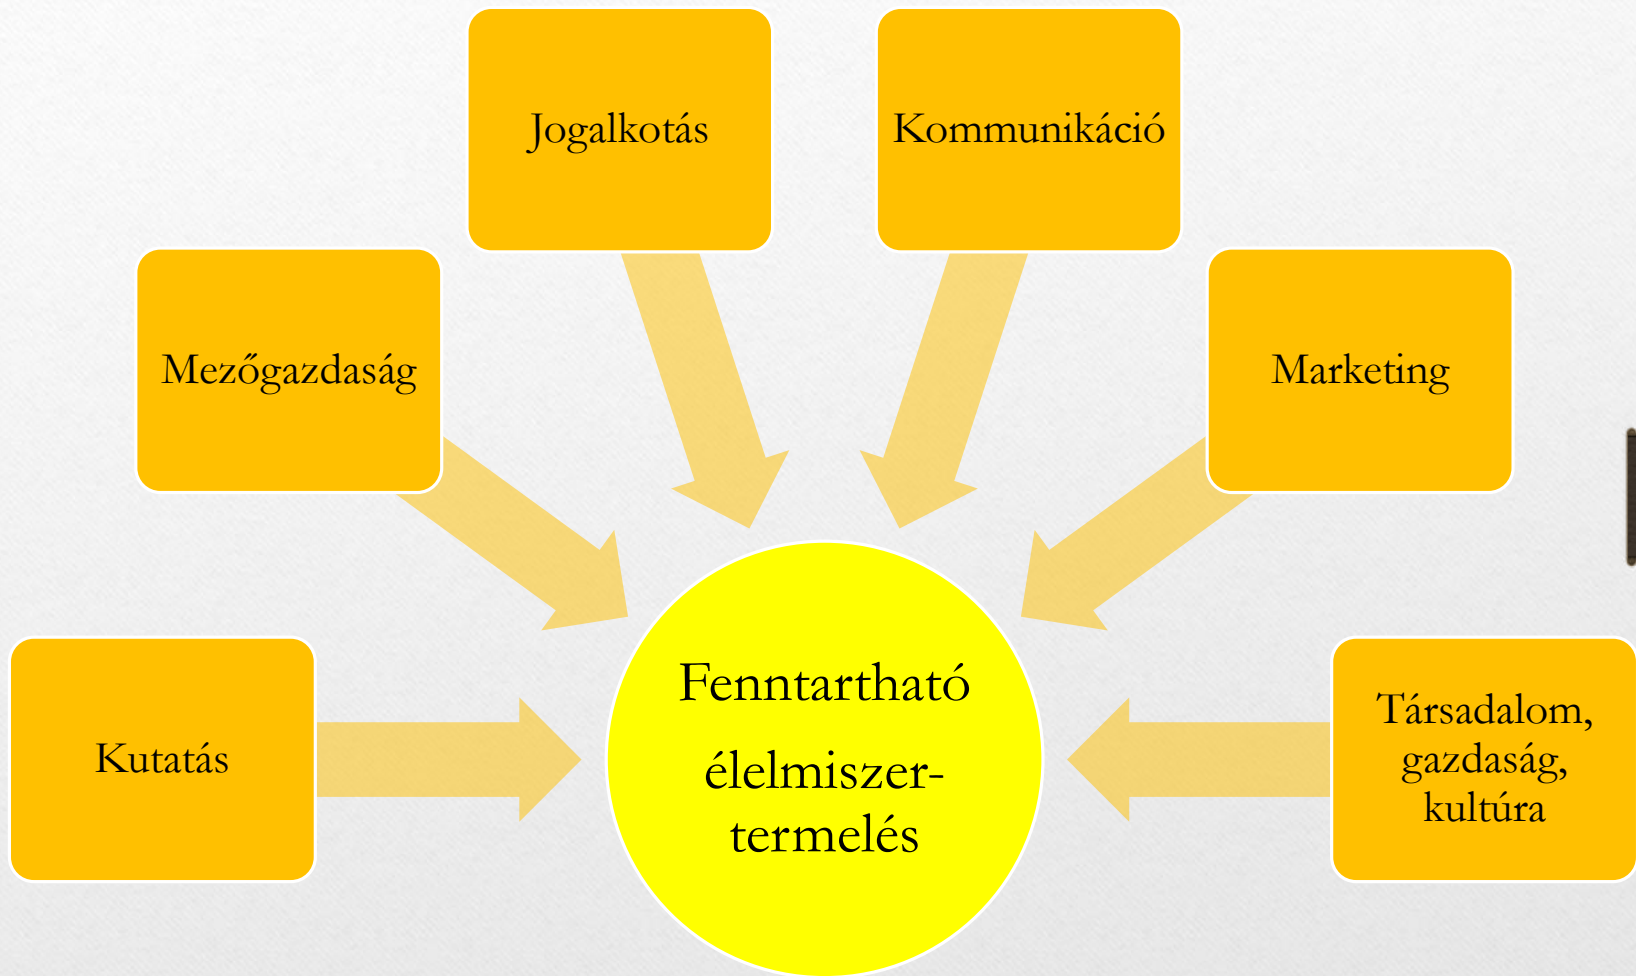 Jogalkotás
Kommunikáció
Mezőgazdaság
Marketing
Kutatás
Fenntartható
élelmiszer-
termelés
Társadalom,
gazdaság,
kultúra